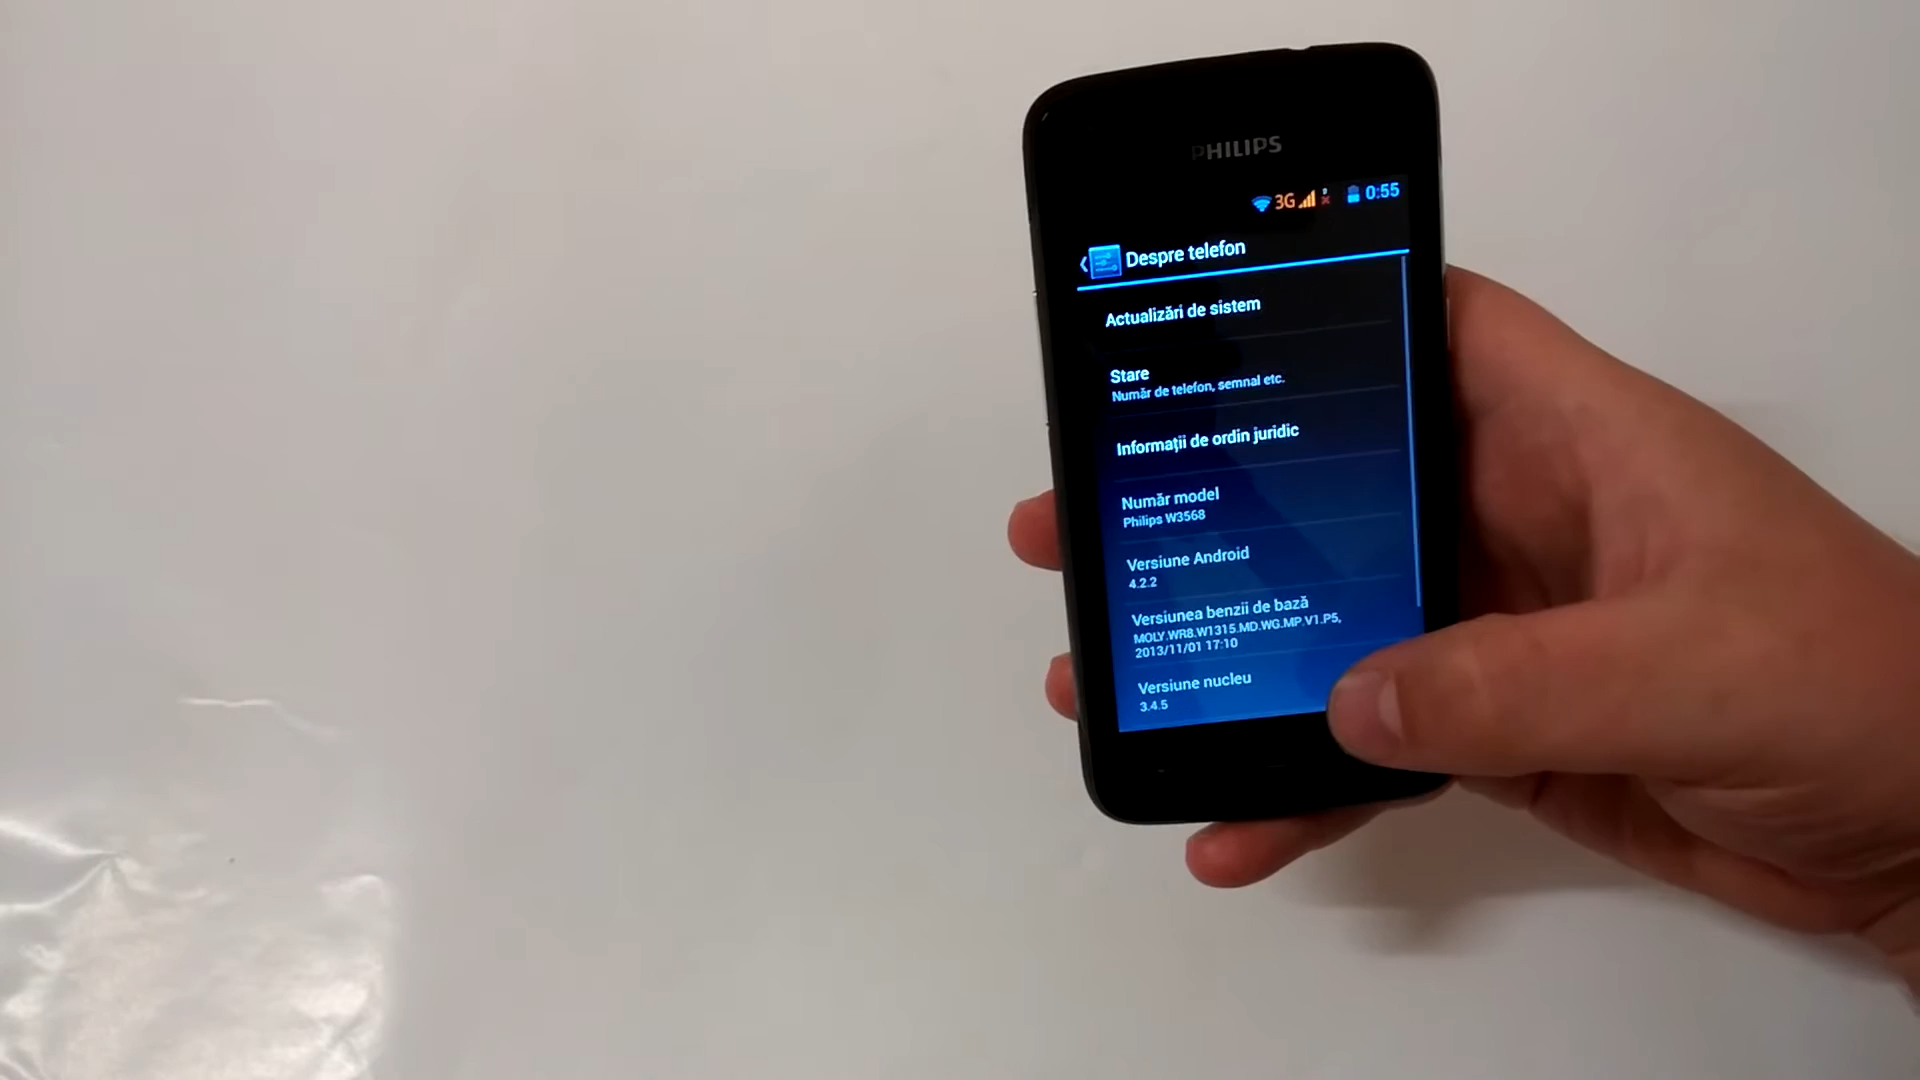 PHILIPS
3G 0:55
Despre telefon
Actualizări de sistem
Stare
Număr de telefon, semnal etc.
Informații de ordin juridic
Număr model
Philips W3568
Versiune Android
4.2.2
Versiunea benzii de bază
MOLY.WR8.W1315.MD.WG.MP.V1.P5,
2013/11/01 17:10
Versiune nucleu
3.4.5